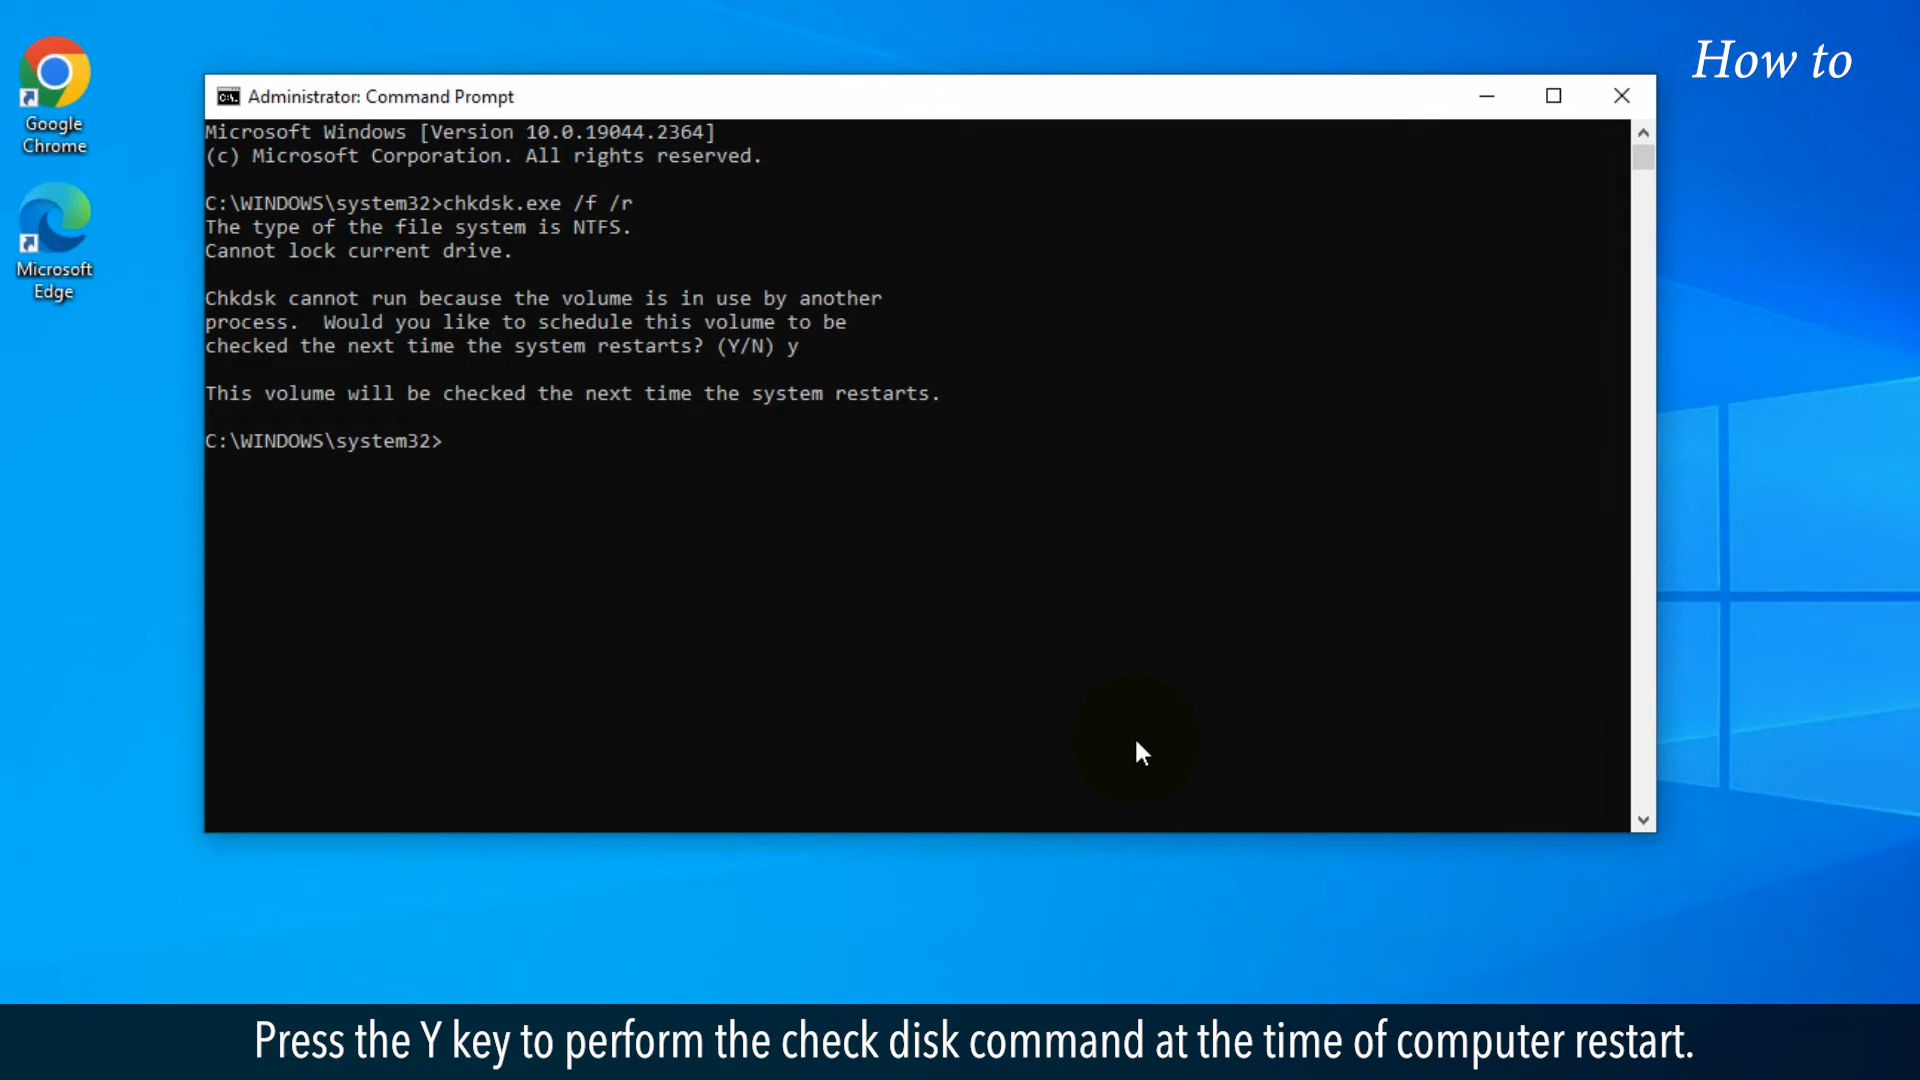 How to
Google
Chrome
Microsoft
Edge
Administrator: Command Prompt
Microsoft Windows [Version 10.0.19044.2364]
(c) Microsoft Corporation. All rights reserved.
C:\WINDOWS\system32>chkdsk.exe /f /r
The type of the file system is NTFS.
Cannot lock current drive.
Chkdsk cannot run because the volume is in use by another
process.  Would you like to schedule this volume to be
checked the next time the system restarts? (Y/N) y
This volume will be checked the next time the system restarts.
C:\WINDOWS\system32>
Press the Y key to perform the check disk command at the time of computer restart.